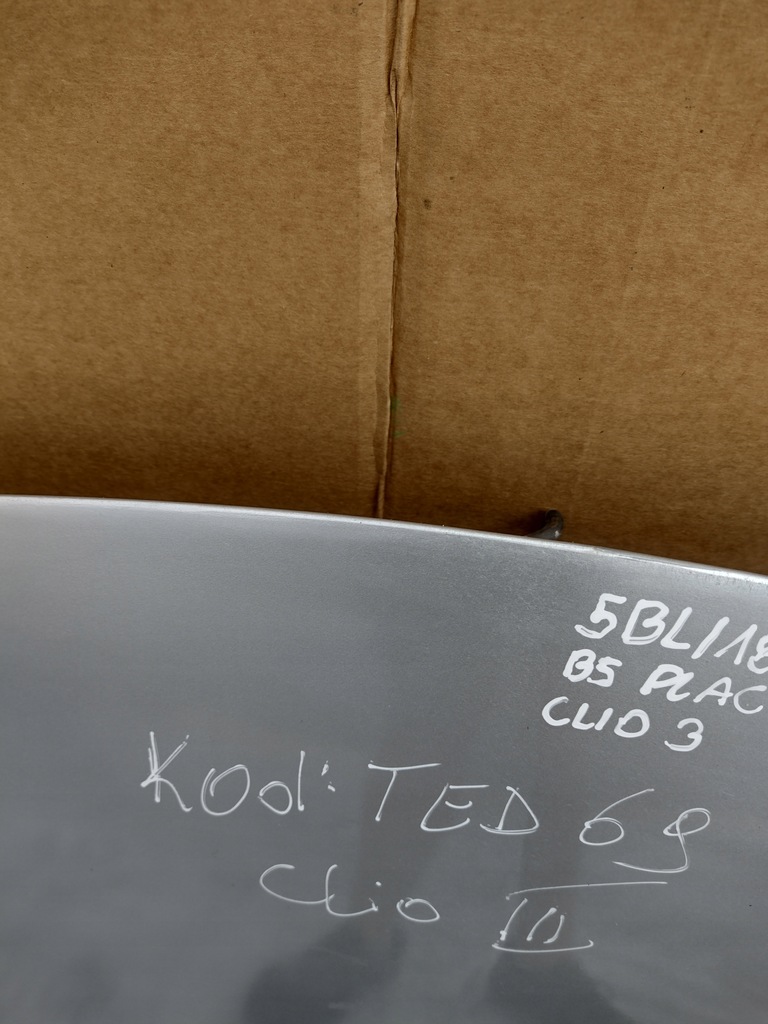 5BL/18
B5 PLAC
CLIO 3
Kod: TED 69
Clio III